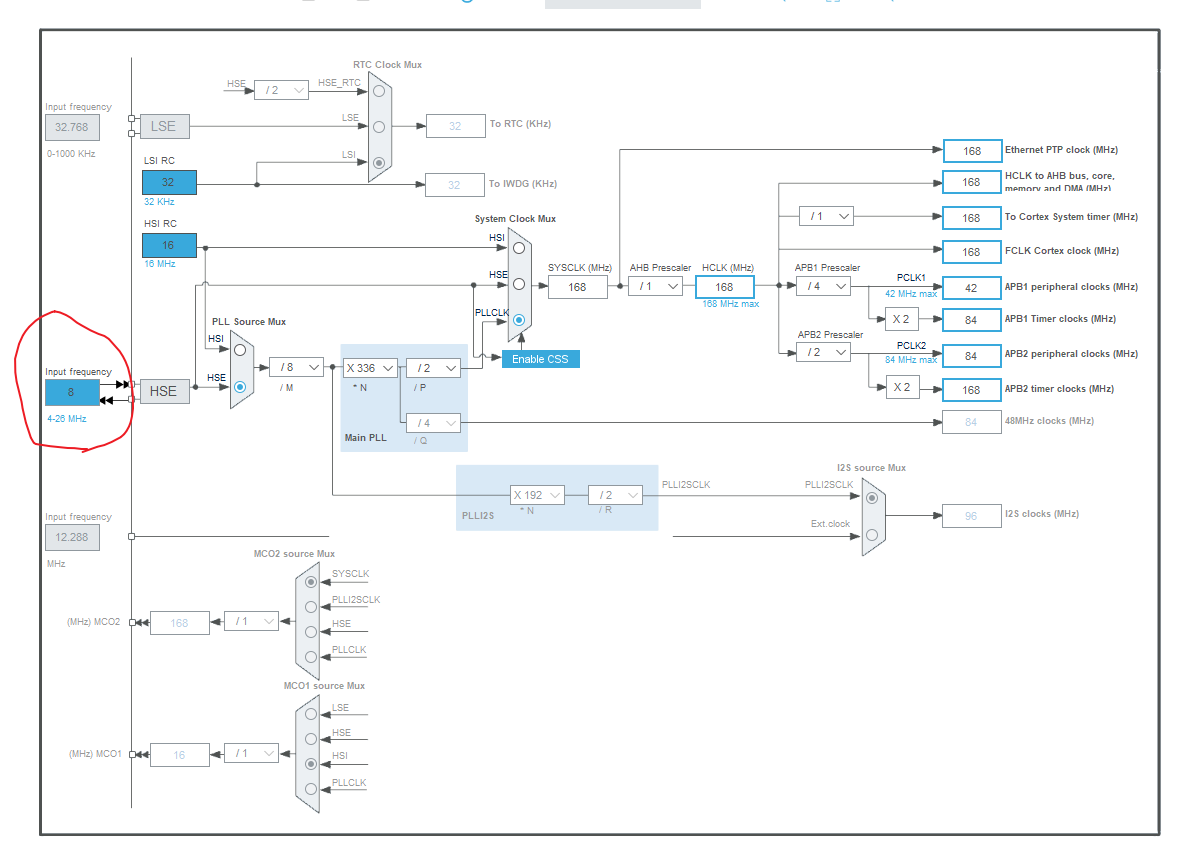 RTC Clock Mux
HSE
/ 2
HSE_RTC
Input frequency
32.768
0-1000 KHz
LSE
LSE
32
To RTC (KHz)
LSI
LSI RC
32
32 KHz
32
To IWDG (KHz)
HSI RC
16
16 MHz
System Clock Mux
HSI
HSE
PLLCLK
SYSCLK (MHz)
168
AHB Prescaler
/ 1
HCLK (MHz)
168
168 MHz max
168
Ethernet PTP clock (MHz)
168
HCLK to AHB bus, core,
memory and DMA (MHz)
/ 1
168
To Cortex System timer (MHz)
168
FCLK Cortex clock (MHz)
APB1 Prescaler
/ 4
PCLK1
42 MHz max
42
APB1 peripheral clocks (MHz)
X 2
84
APB1 Timer clocks (MHz)
APB2 Prescaler
/ 2
PCLK2
84 MHz max
84
APB2 peripheral clocks (MHz)
X 2
168
APB2 timer clocks (MHz)
84
48MHz clocks (MHz)
PLL Source Mux
HSI
HSE
Input frequency
8
4-26 MHz
HSE
/ 8
/ M
X 336
* N
/ 2
/ P
/ 4
/ Q
Main PLL
Enable CSS
PLLI2S
X 192
* N
/ 2
/ R
PLLI2SCLK
I2S source Mux
PLLI2SCLK
Ext.clock
96
I2S clocks (MHz)
Input frequency
12.288
MHz
MCO2 source Mux
SYSCLK
PLLI2SCLK
HSE
PLLCLK
(MHz) MCO2
168
/ 1
MCO1 source Mux
LSE
HSE
HSI
PLLCLK
(MHz) MCO1
16
/ 1